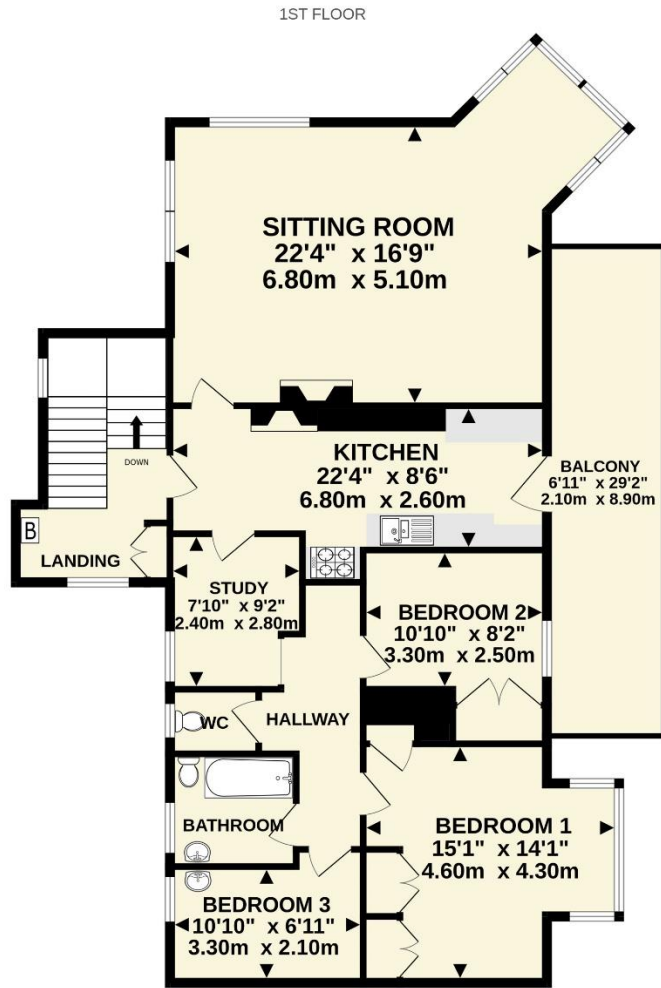 1ST FLOOR
SITTING ROOM
22'4" x 16'9"
6.80m x 5.10m
KITCHEN
22'4" x 8'6"
6.80m x 2.60m
BALCONY
6'11" x 29'2"
2.10m x 8.90m
DOWN
B
LANDING
STUDY
7'10" x 9'2"
2.40m x 2.80m
BEDROOM 2
10'10" x 8'2"
3.30m x 2.50m
WC
HALLWAY
BATHROOM
BEDROOM 1
15'1" x 14'1"
4.60m x 4.30m
BEDROOM 3
10'10" x 6'11"
3.30m x 2.10m